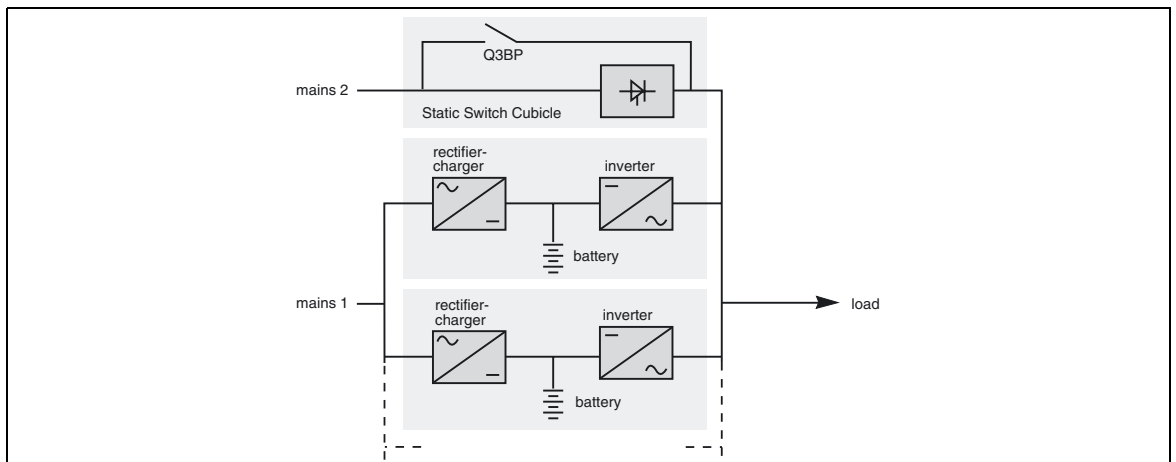 Q3BP
mains 2
Static Switch Cubicle
rectifier-
charger
inverter
battery
mains 1
rectifier-
charger
inverter
battery
load